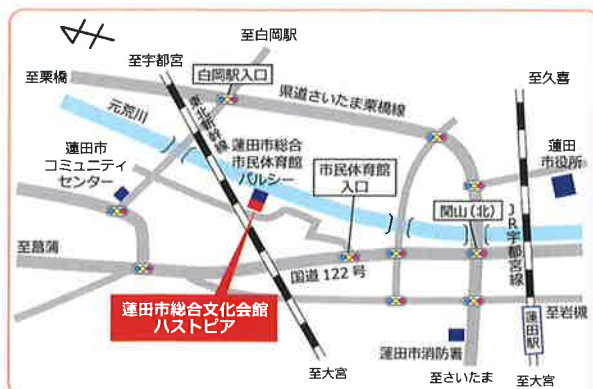 至白岡駅
至宇都宮
至栗橋
白岡駅入口
県道さいたま栗橋線
至久喜
元荒川
東北新幹線
蓮田市
コミュニティ
センター
蓮田市総合
市民体育館
パルシー
市民体育館
入口
蓮田
市役所
関山(北)
JR宇都宮線
至菖蒲
国道122号
蓮田市総合文化会館
ハストピア
至岩槻
蓮田駅
蓮田市消防署
至大宮
至さいたま
至大宮